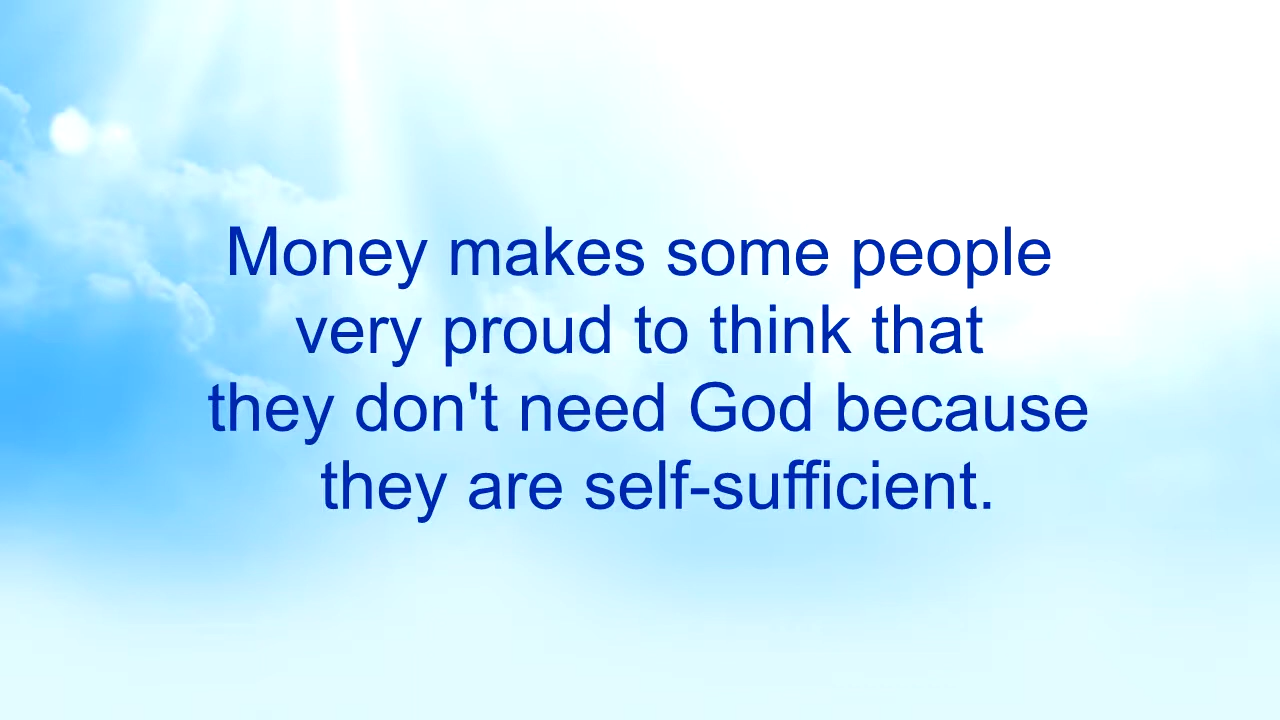 Money makes some people
very proud to think that
they don't need God because
they are self-sufficient.